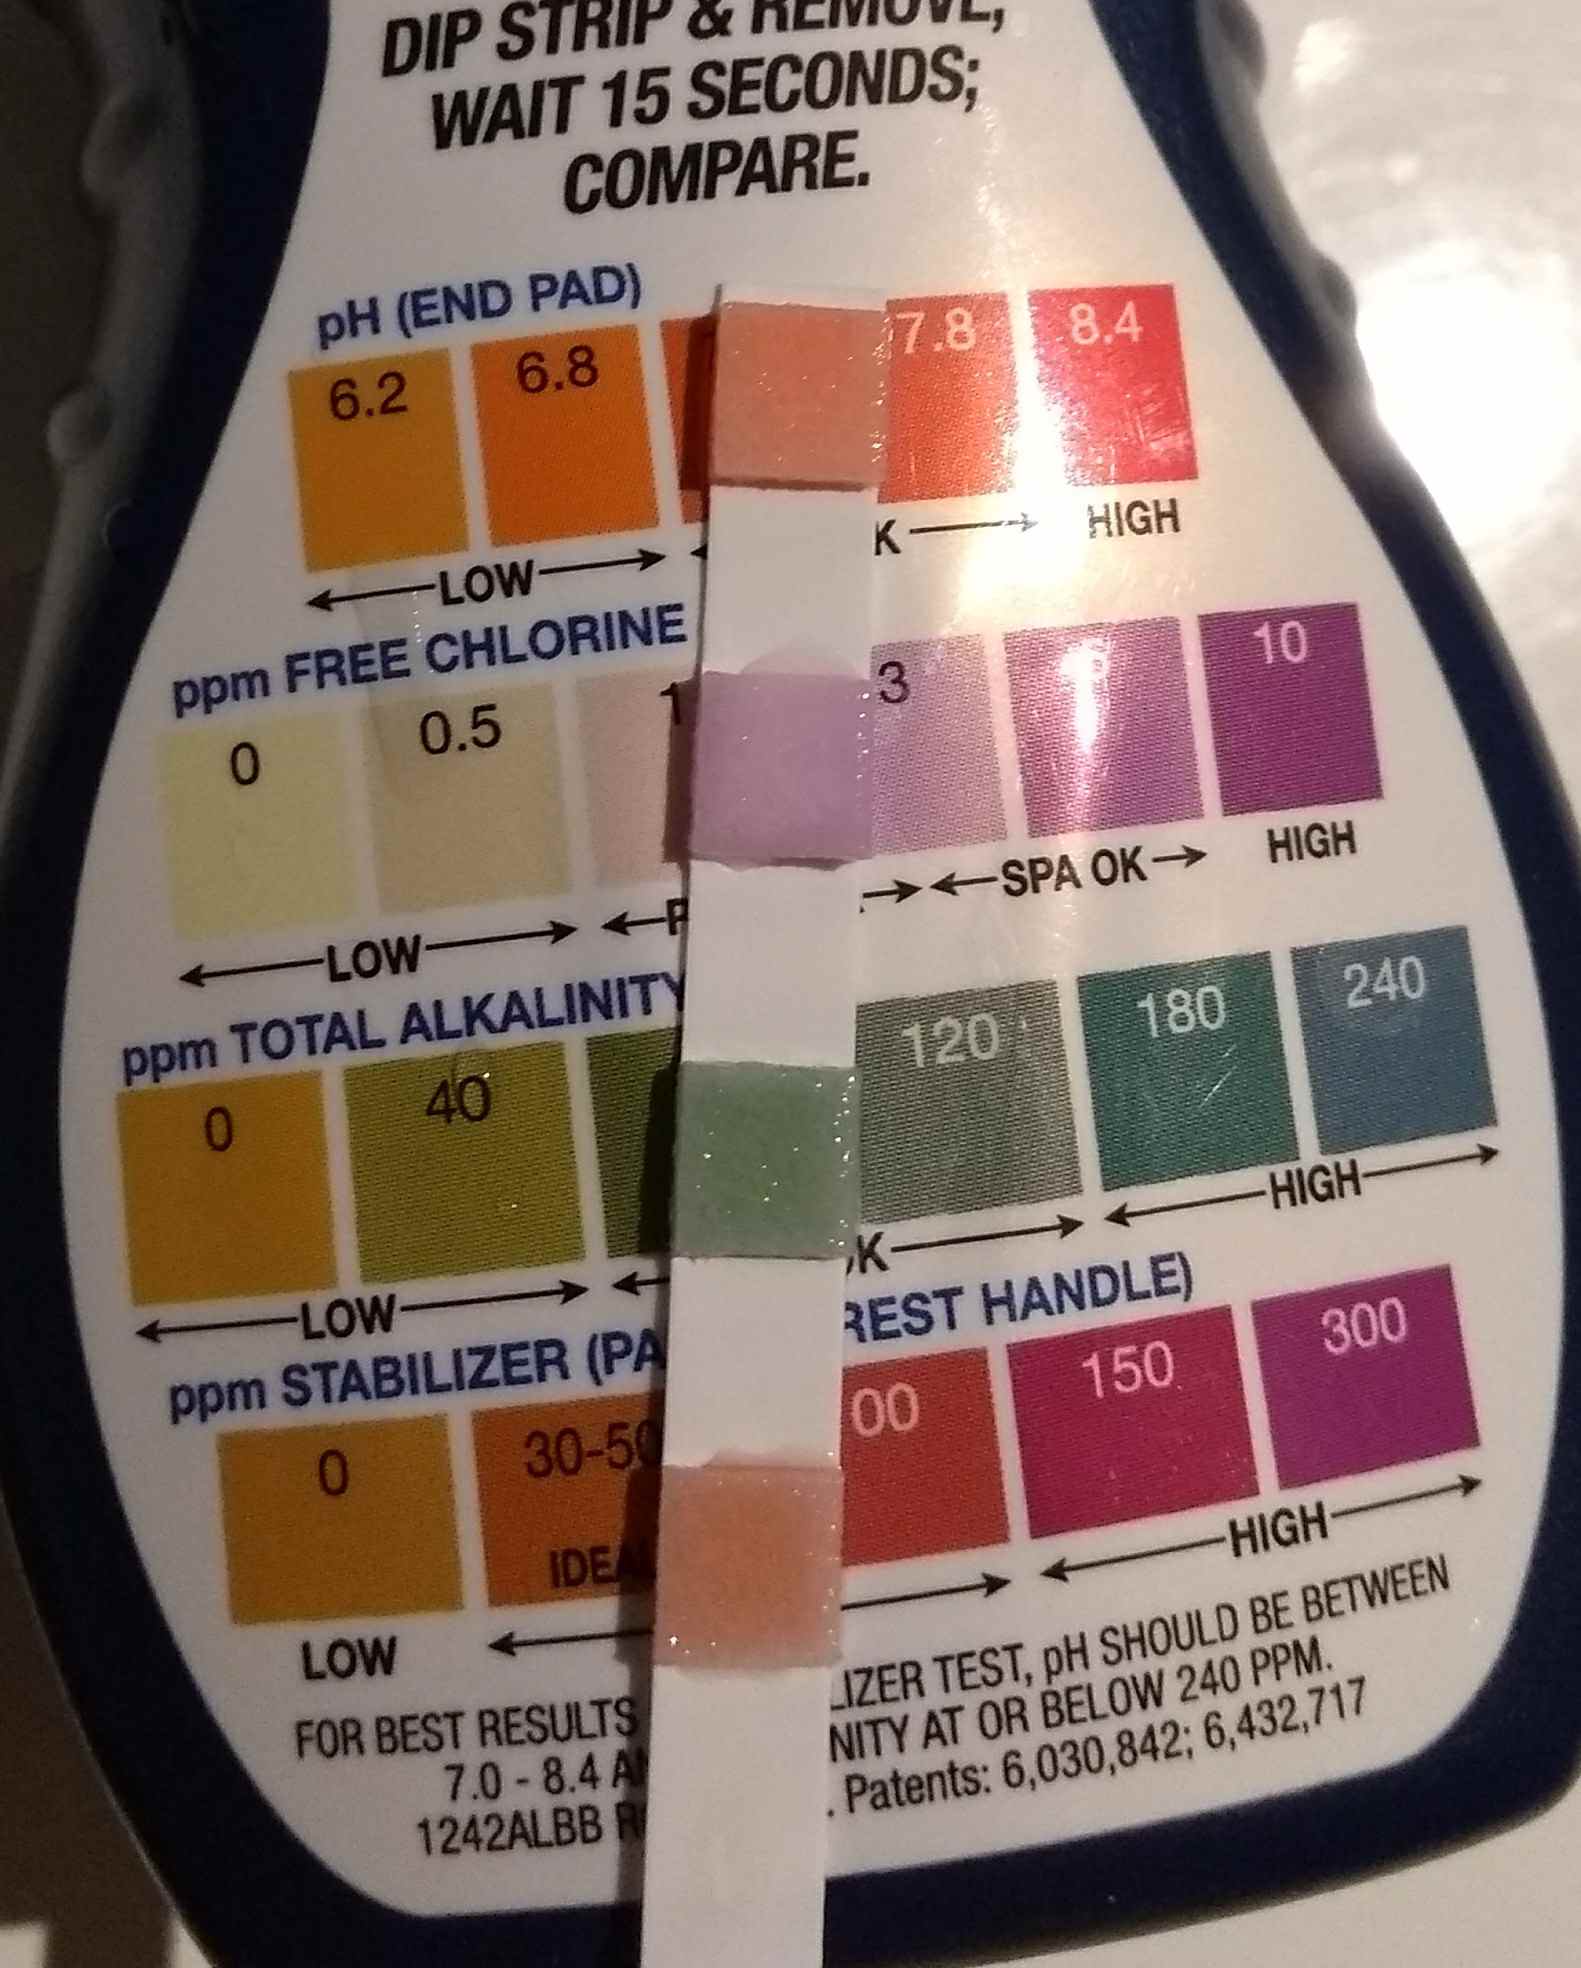 DIP STRIP & REMOVE,
WAIT 15 SECONDS;
COMPARE.
pH (END PAD)
6.2 6.8 7.8 8.4
LOW K HIGH
ppm FREE CHLORINE
0 0.5 1 3 10
LOW P SPA OK HIGH
ppm TOTAL ALKALINITY
0 40 120 180 240
LOW K HIGH
ppm STABILIZER (PA REST HANDLE)
0 30-50 00 150 300
IDEA
LOW HIGH
FOR BEST RESULTS LIZER TEST, pH SHOULD BE BETWEEN
7.0 - 8.4 A NITY AT OR BELOW 240 PPM.
1242ALBB R . Patents: 6,030,842; 6,432,717